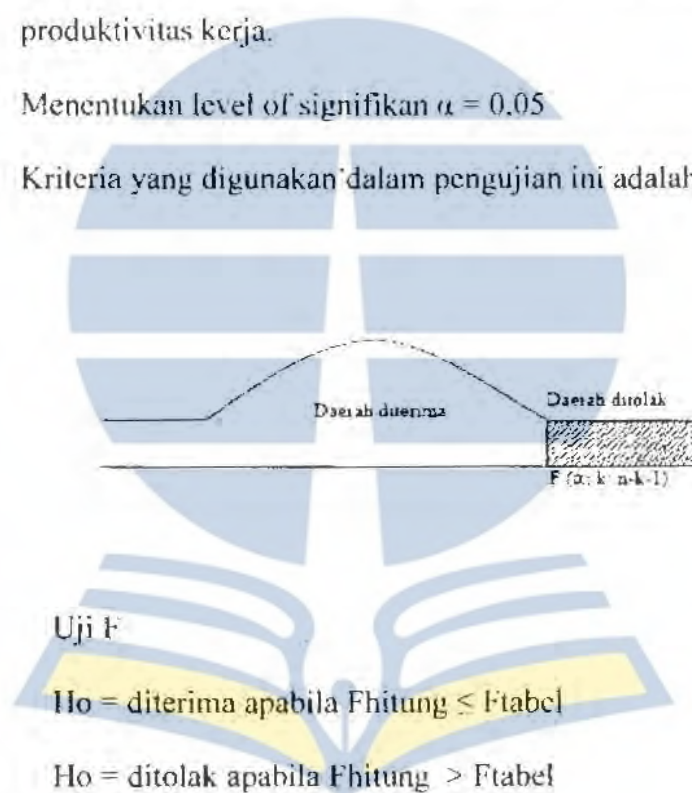 produktivitas kerja.
Menentukan level of signifikan α = 0.05
Kriteria yang digunakan dalam pengujian ini adalah
Daerah diterima
Daerah ditolak
F (α; k; n-k-1)
Uji F
Ho = diterima apabila Fhitung ≤ Ftabel
Ho = ditolak apabila Fhitung > Ftabel